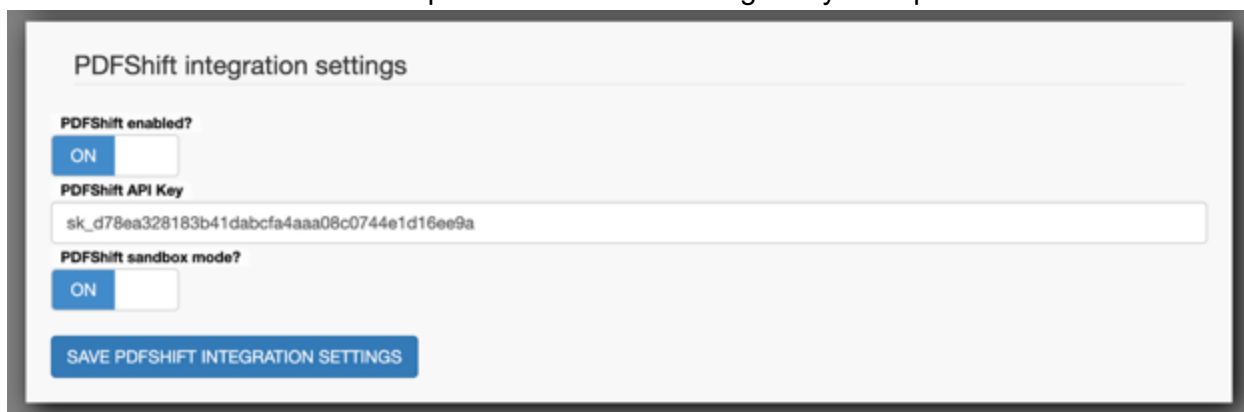 PDFShift integration settings
PDFShift enabled?
ON
PDFShift API Key
sk_d78ea328183b41dabcfa4aaa08c0744e1d16ee9a
PDFShift sandbox mode?
ON
SAVE PDFSHIFT INTEGRATION SETTINGS